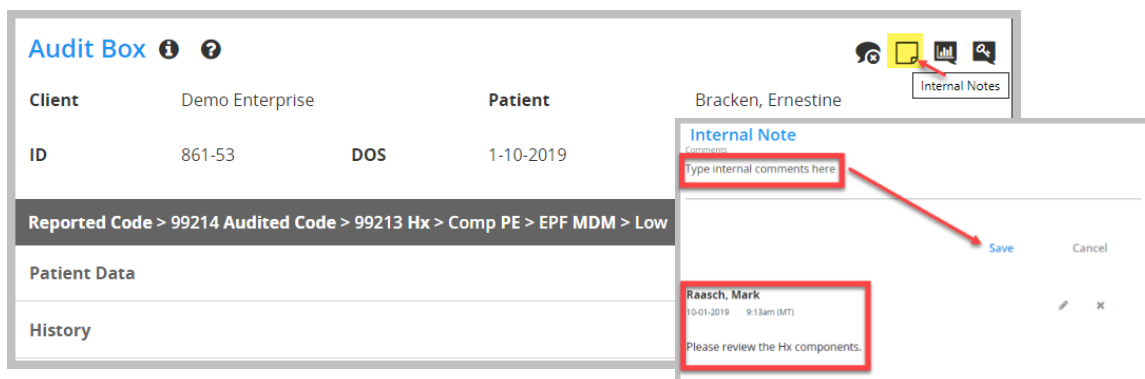 Audit Box
Internal Notes
Client Demo Enterprise Patient Bracken, Ernestine
ID 861-53 DOS 1-10-2019
Reported Code > 99214 Audited Code > 99213 Hx > Comp PE > EPF MDM > Low
Patient Data
History
Internal Note
Comments
Type internal comments here
Save Cancel
Raasch, Mark
10-01-2019 9:13am (MT)
Please review the Hx components.